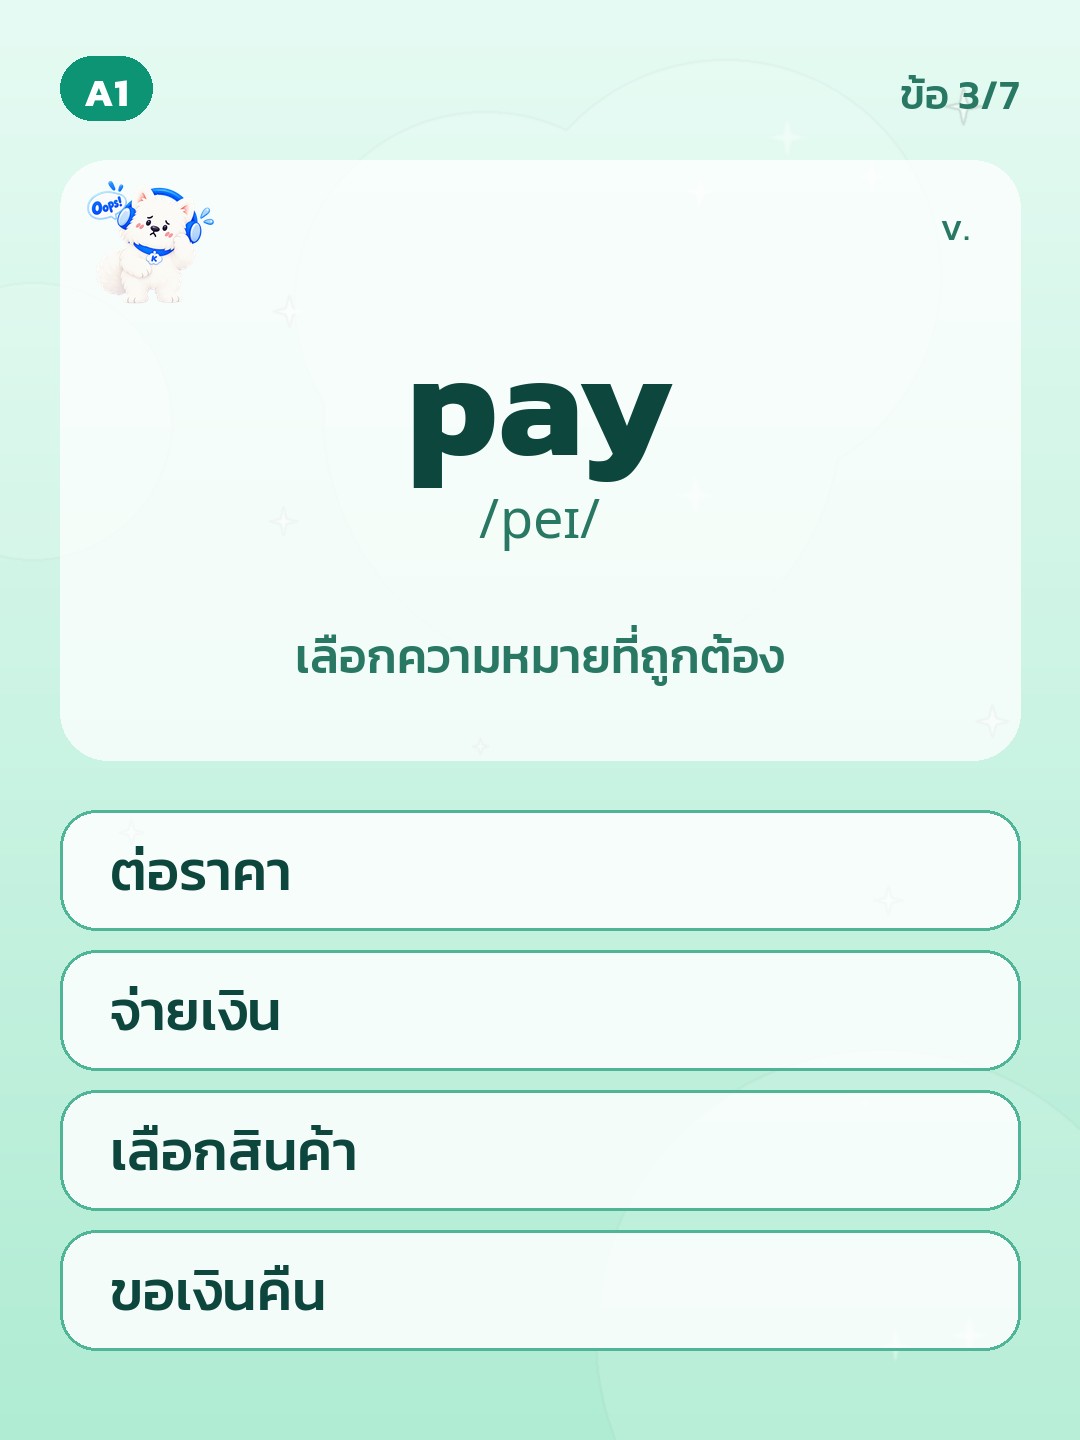 A1
ข้อ 3/7
Oops!
K
v.
pay
/peɪ/
เลือกความหมายที่ถูกต้อง
ต่อราคา
จ่ายเงิน
เลือกสินค้า
ขอเงินคืน